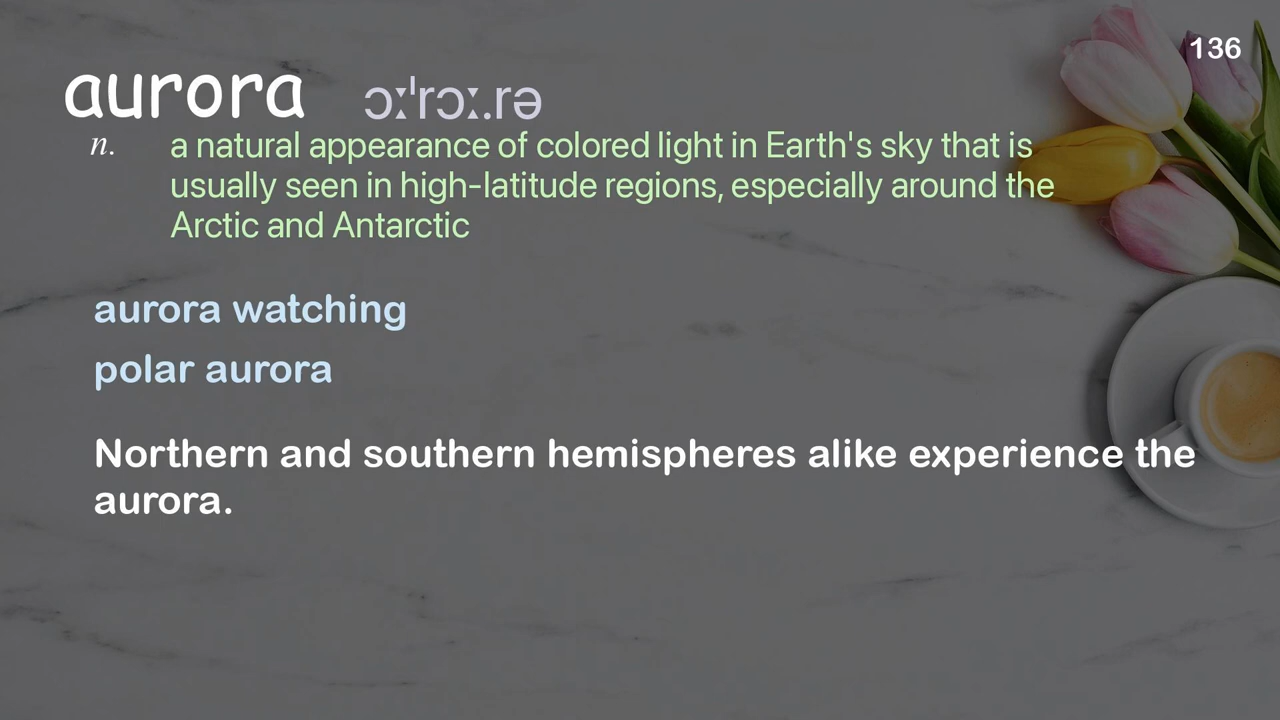 136
aurora ɔːˈrɔː.rə
n. a natural appearance of colored light in Earth's sky that is
usually seen in high-latitude regions, especially around the
Arctic and Antarctic
aurora watching
polar aurora
Northern and southern hemispheres alike experience the
aurora.